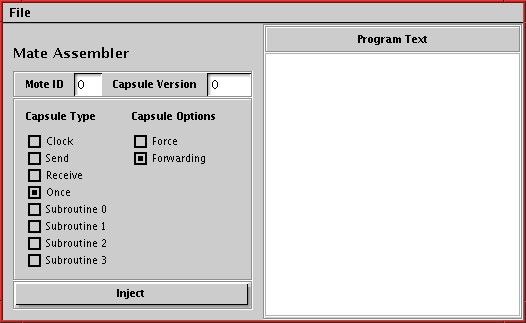 File
Mate Assembler
Mote ID 0 Capsule Version 0
Capsule Type Capsule Options
Clock Force
Send Forwarding
Receive
Once
Subroutine 0
Subroutine 1
Subroutine 2
Subroutine 3
Inject
Program Text